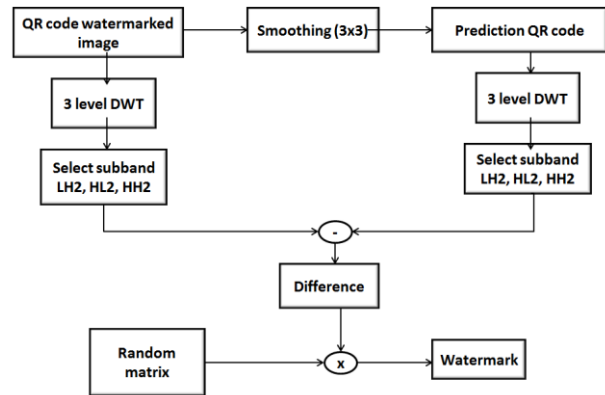 QR code watermarked
image
Smoothing (3x3)
Prediction QR code
3 level DWT
3 level DWT
Select subband
LH2, HL2, HH2
Select subband
LH2, HL2, HH2
-
Difference
Random
matrix
x
Watermark